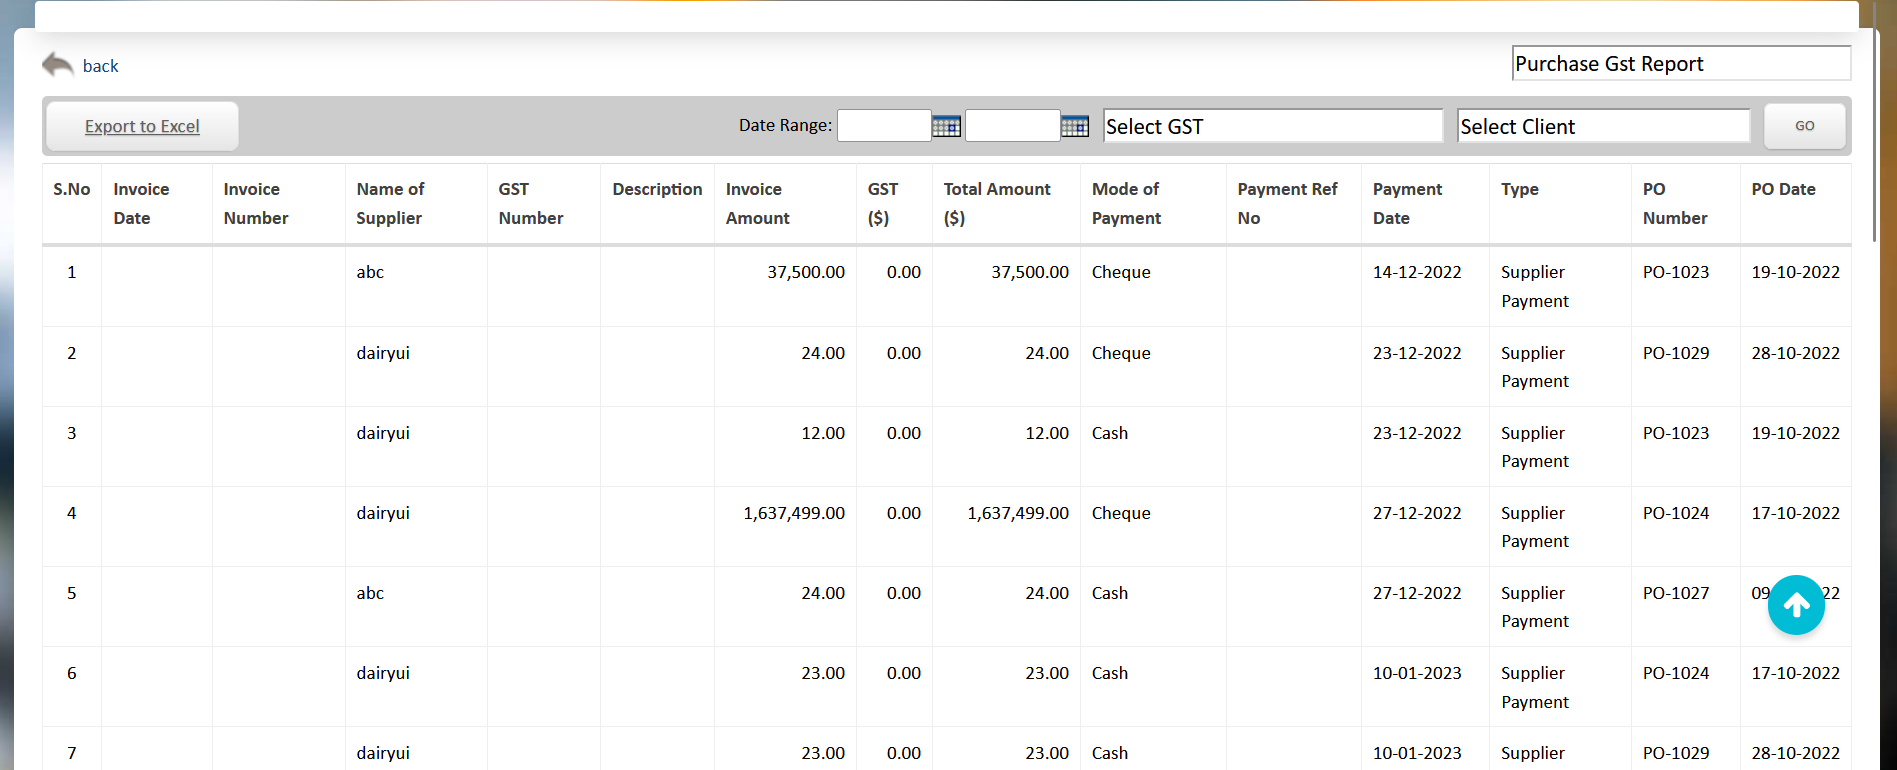 back
Purchase Gst Report
Export to Excel Date Range: Select GST Select Client GO
S.No Invoice Date Invoice Number Name of Supplier GST Number Description Invoice Amount GST ($) Total Amount ($) Mode of Payment Payment Ref No Payment Date Type PO Number PO Date
1 abc 37,500.00 0.00 37,500.00 Cheque 14-12-2022 Supplier Payment PO-1023 19-10-2022
2 dairyui 24.00 0.00 24.00 Cheque 23-12-2022 Supplier Payment PO-1029 28-10-2022
3 dairyui 12.00 0.00 12.00 Cash 23-12-2022 Supplier Payment PO-1023 19-10-2022
4 dairyui 1,637,499.00 0.00 1,637,499.00 Cheque 27-12-2022 Supplier Payment PO-1024 17-10-2022
5 abc 24.00 0.00 24.00 Cash 27-12-2022 Supplier Payment PO-1027
6 dairyui 23.00 0.00 23.00 Cash 10-01-2023 Supplier Payment PO-1024 17-10-2022
7 dairyui 23.00 0.00 23.00 Cash 10-01-2023 Supplier PO-1029 28-10-2022